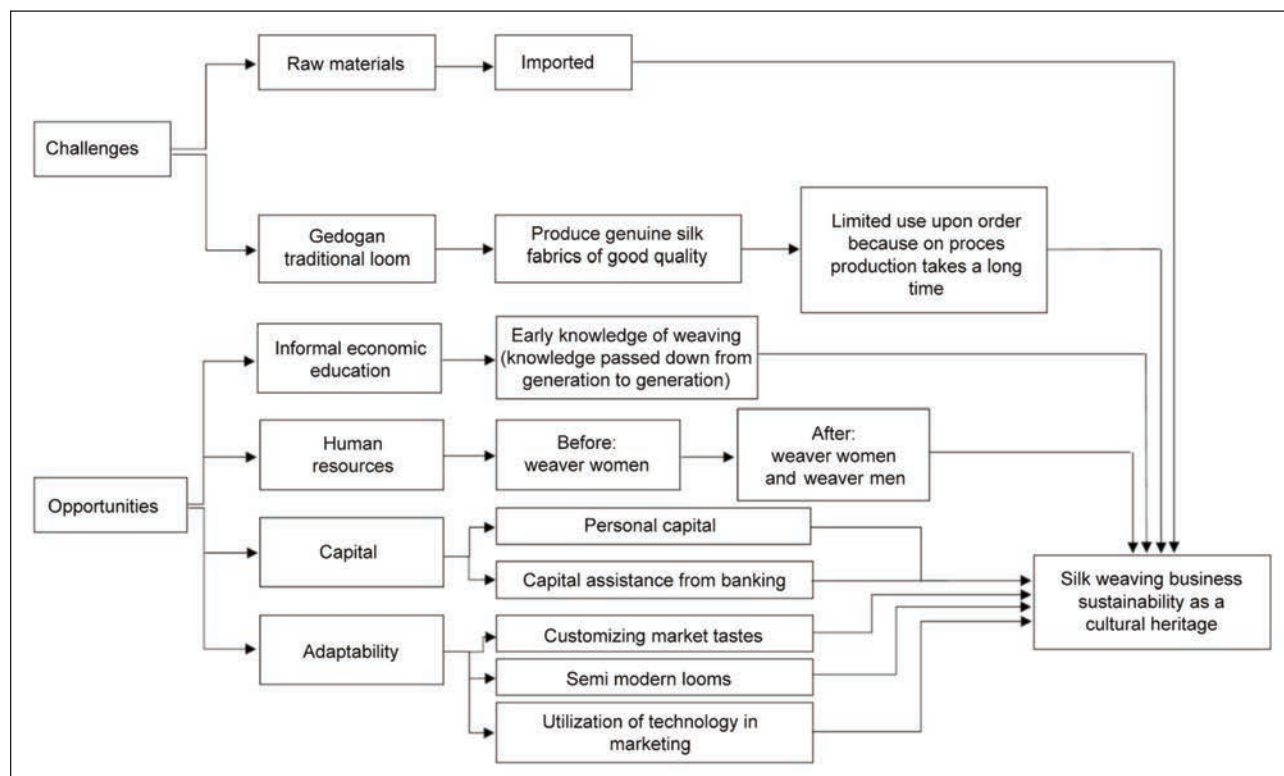 Raw materials
Imported
Challenges
Gedogan
traditional loom
Produce genuine silk
fabrics of good quality
Limited use upon order
because on proces
production takes a long
time
Informal economic
education
Early knowledge of weaving
(knowledge passed down from
generation to generation)
Human
resources
Before:
weaver women
After:
weaver women
and weaver men
Opportunities
Capital
Personal capital
Capital assistance from banking
Adaptability
Customizing market tastes
Semi modern looms
Utilization of technology in
marketing
Silk weaving business
sustainability as a
cultural heritage